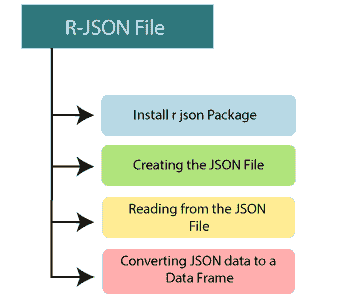 R-JSON File
Install r json Package
Creating the JSON File
Reading from the JSON
File
Converting JSON data to a
Data Frame